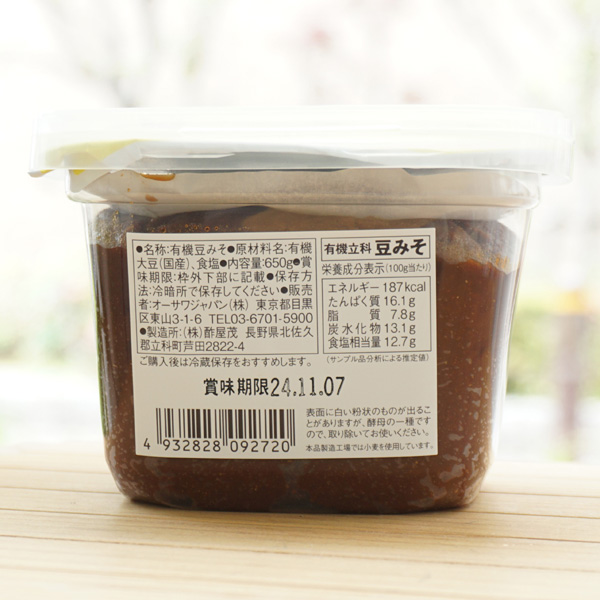 ●名称:有機豆みそ●原材料名:有機
大豆(国産)、食塩●内容量:650g●賞
味期限:枠外下部に記載●保存方
法:冷暗所で保存してください●販売
者:オーサワジャパン(株) 東京都目黒
区東山3-1-6 TEL03-6701-5900
●製造所:(株)酢屋茂 長野県北佐久
郡立科町芦田2822-4
ご購入後は冷蔵保存をおすすめします。
有機立科 豆みそ
栄養成分表示(100g当たり)
エネルギー 187kcal
たんぱく質 16.1g
脂質 7.8g
炭水化物 13.1g
食塩相当量 12.7g
(サンプル品分析による推定値)
賞味期限24.11.07
4 932828 092720
表面に白い粉状のものが出るこ
とがありますが、酵母の一種です
ので、取り除いてお使いください。
本品製造工場では小麦を使用しています。